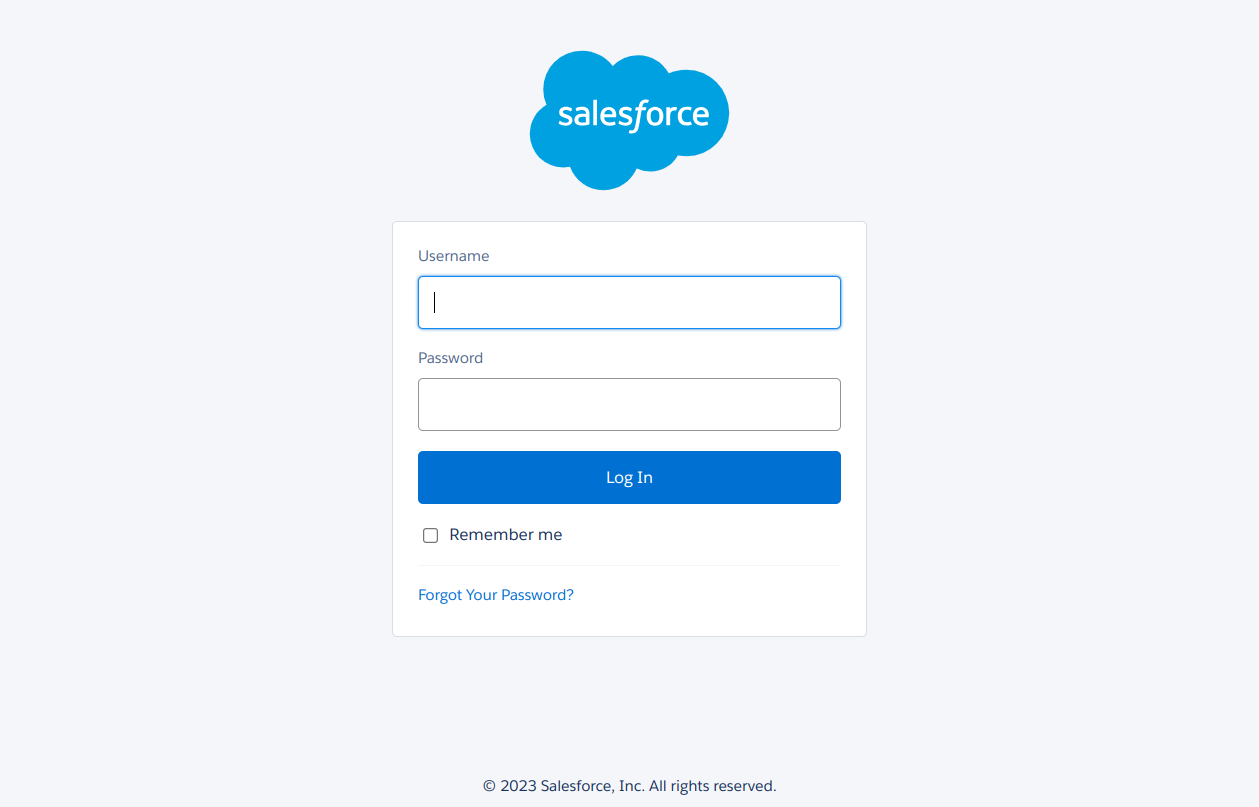 salesforce
Username
Password
Log In
Remember me
Forgot Your Password?
© 2023 Salesforce, Inc. All rights reserved.